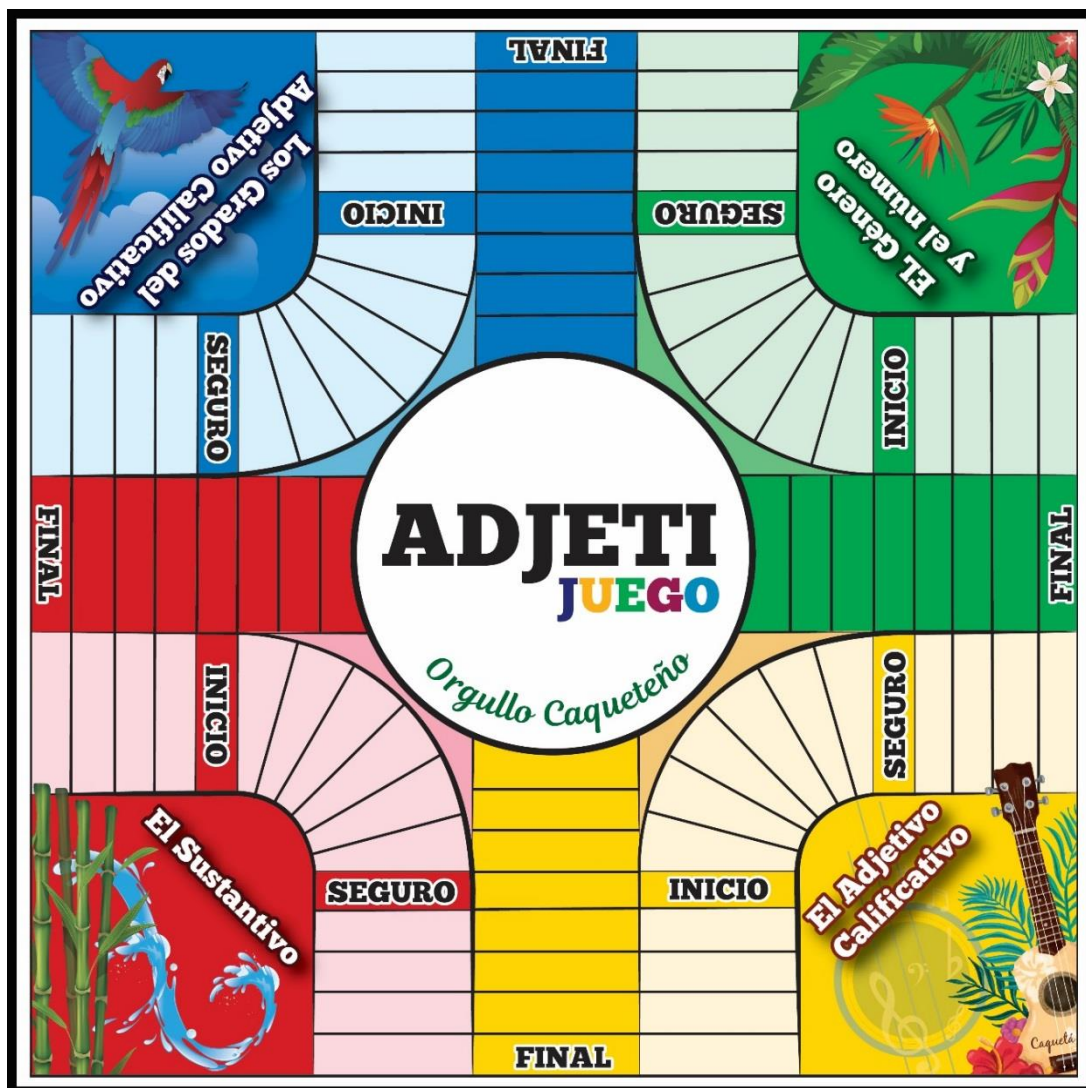 FINAL
Los Grados del
Adjetivo Calificativo
EL Género
y el número
INICIO
SEGURO
SEGURO
INICIO
FINAL
ADJETI
JUEGO
Orgullo Caqueteño
FINAL
INICIO
SEGURO
El Sustantivo
El Adjetivo
Calificativo
SEGURO
INICIO
Caquetá
FINAL